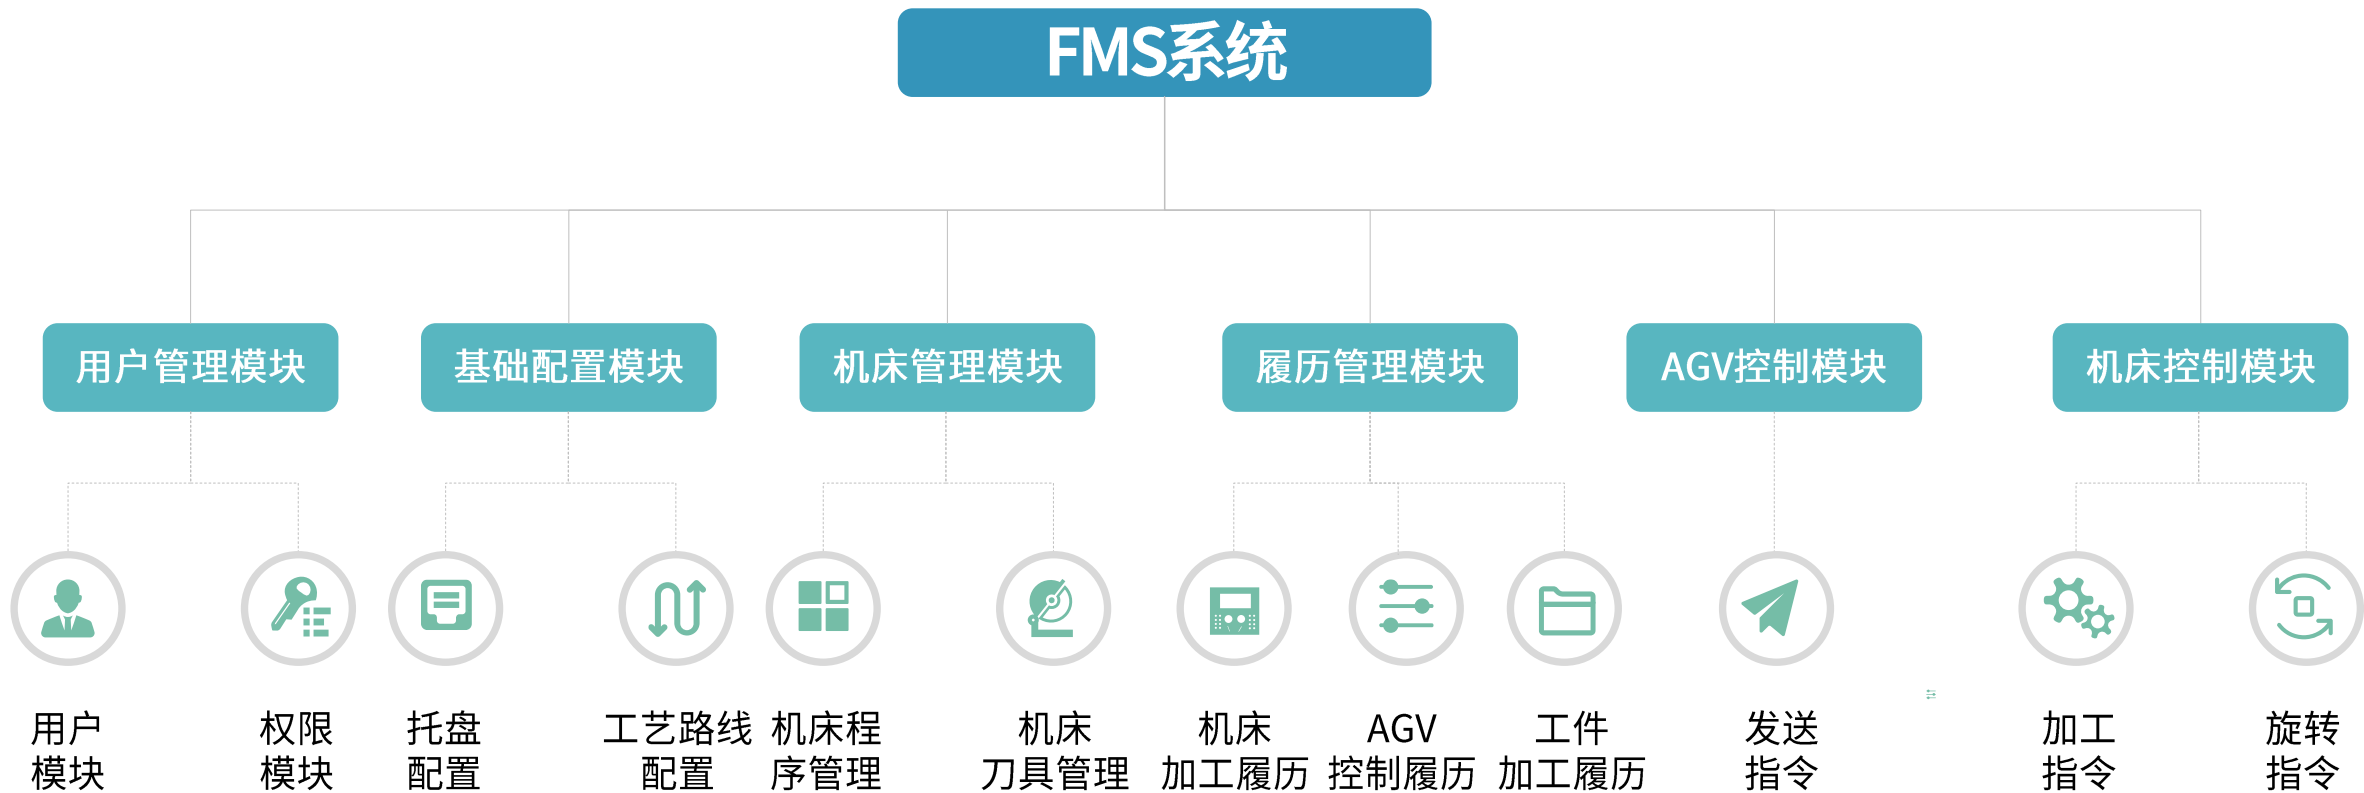 FMS系统
用户管理模块
基础配置模块
机床管理模块
履历管理模块
AGV控制模块
机床控制模块
用户
模块
权限
模块
托盘
配置
工艺路线
配置
机床程
序管理
机床
刀具管理
机床
加工履历
AGV
控制履历
工件
加工履历
发送
指令
加工
指令
旋转
指令